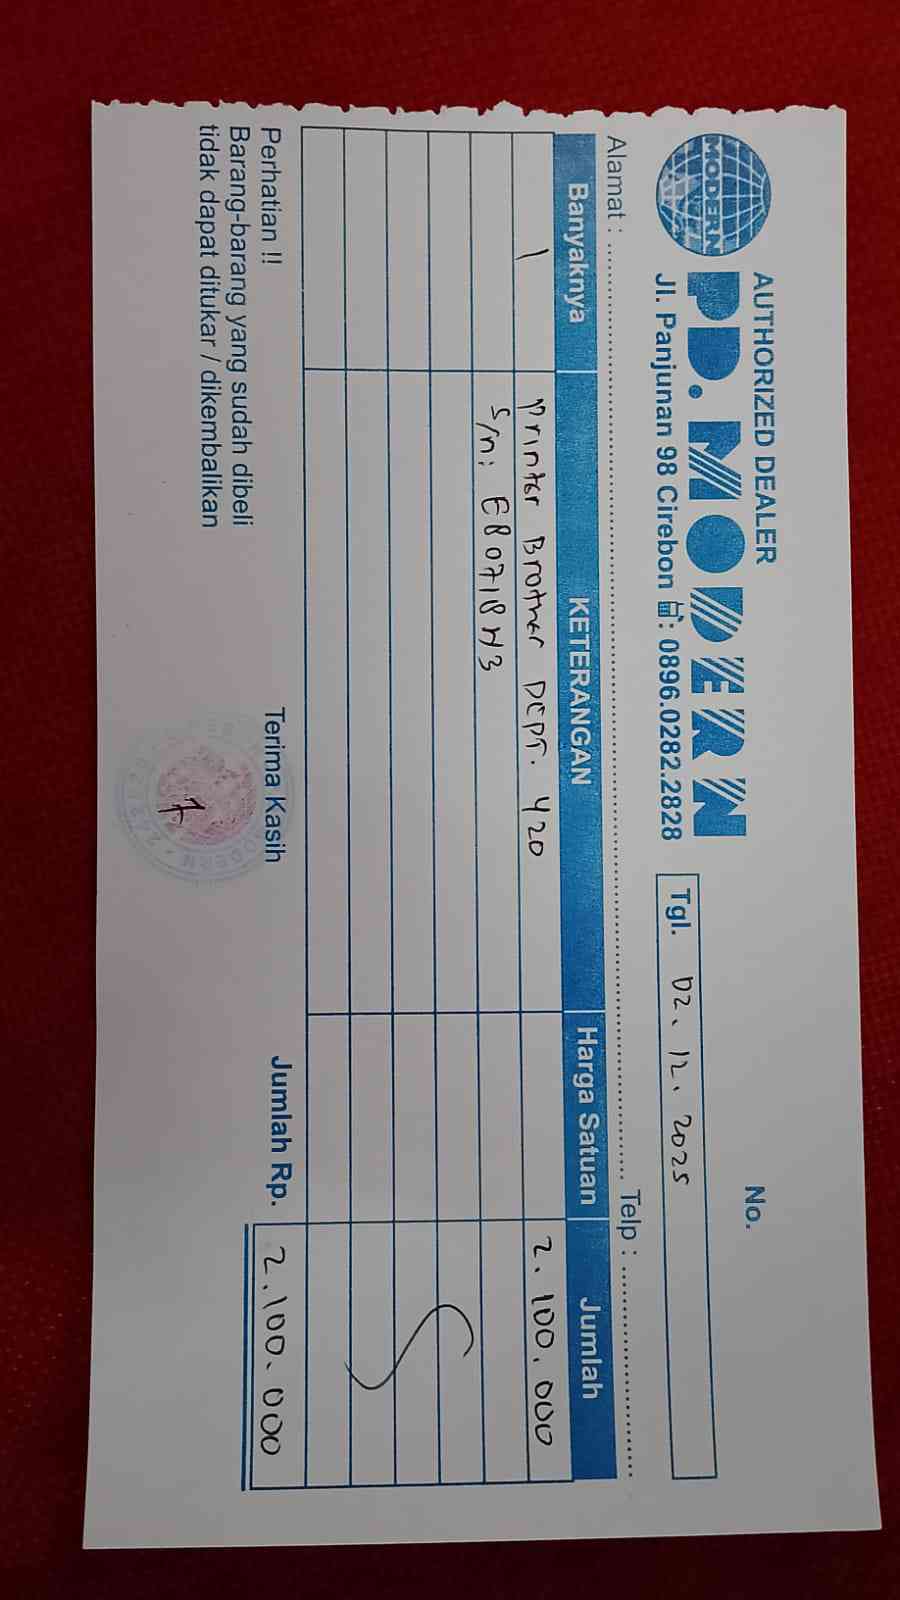 AUTHORIZED DEALER
MODERN
PD. MODERN
Jl. Panjunan 98 Cirebon : 0896.0282.2828
No.
Tgl. 02. 12. 2025
Alamat : Telp :
Banyaknya KETERANGAN Harga Satuan Jumlah
1 Printer Brother DCPT. 420 2.100.000
S/n: E80718H3
Jumlah Rp. 2.100.000
Perhatian !!
Barang-barang yang sudah dibeli
tidak dapat ditukar / dikembalikan
Terima Kasih